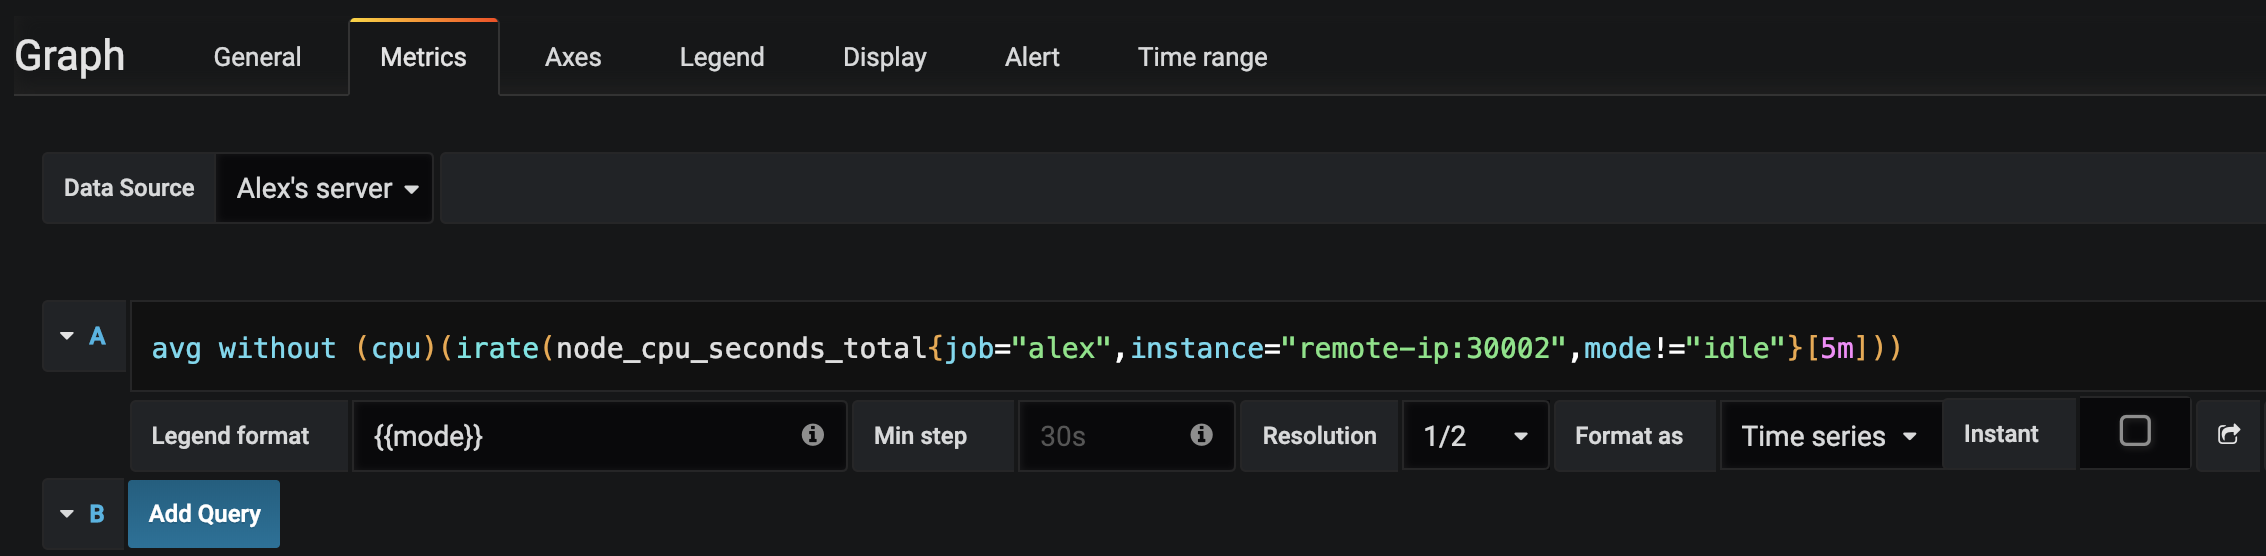 Graph General Metrics Axes Legend Display Alert Time range
Data Source Alex's server
A avg without (cpu)(irate(node_cpu_seconds_total{job="alex",instance="remote-ip:30002",mode!="idle"}[5m]))
Legend format {{mode}} Min step 30s Resolution 1/2 Format as Time series Instant
B Add Query